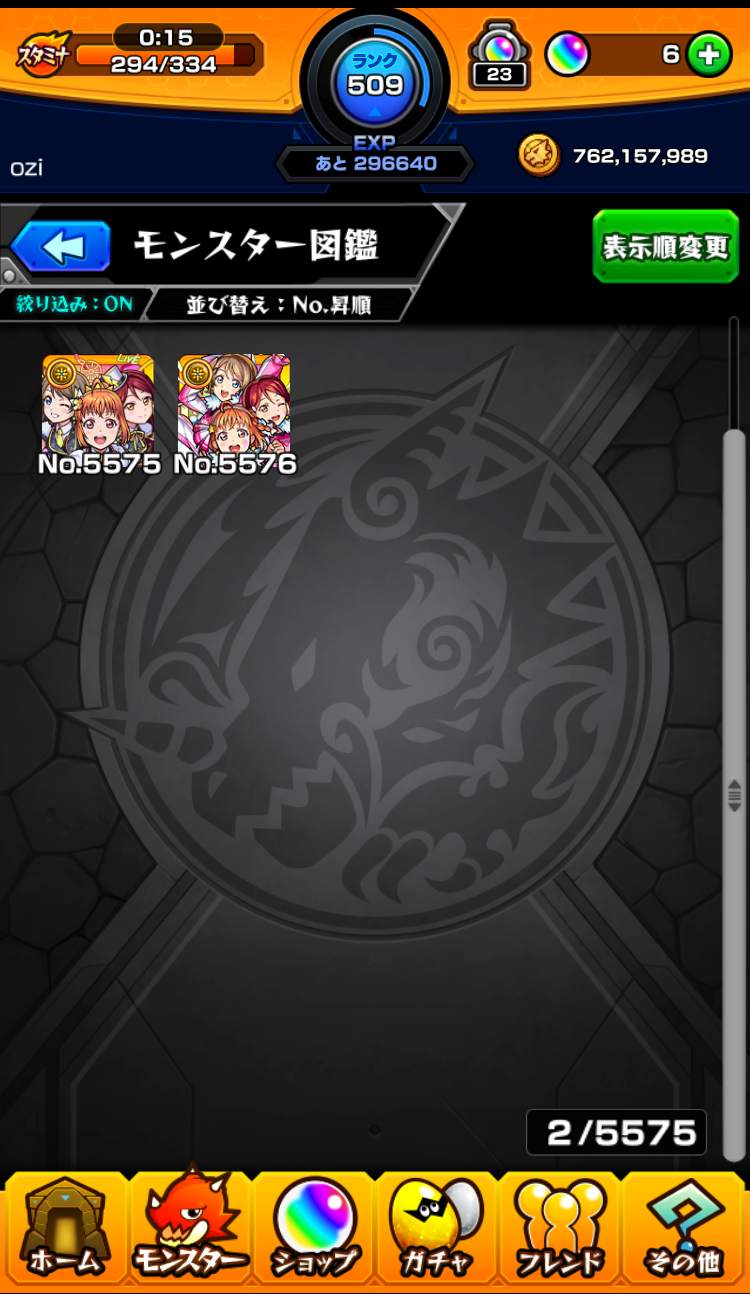 スタミナ
0:15
294/334
ランク
509
EXP
あと 296640
23
6
ozi
762,157,989
モンスター図鑑
表示順変更
絞り込み:ON
並び替え:No.昇順
LIVE
No.5575 No.5576
2/5575
ホーム モンスター ショップ ガチャ フレンド その他